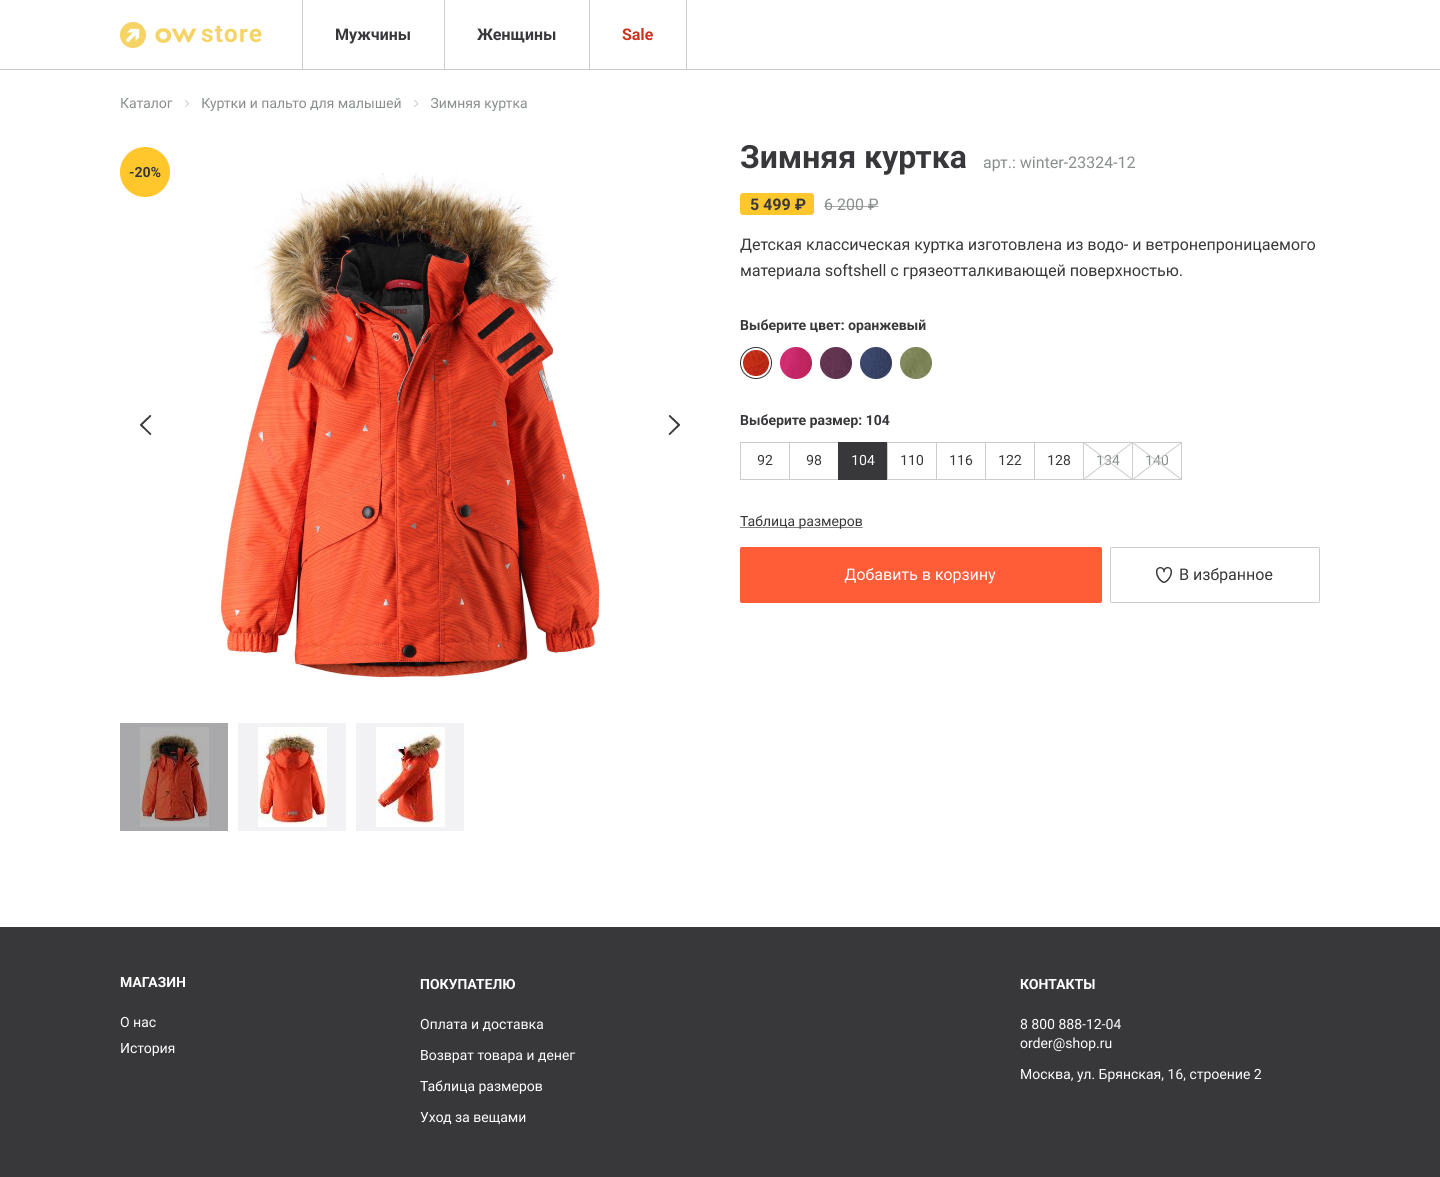 ow store
Мужчины
Женщины
Sale
Каталог
Куртки и пальто для малышей
Зимняя куртка
-20%
Зимняя куртка арт.: winter-23324-12
5 499 ₽ 6 200 ₽
Детская классическая куртка изготовлена из водо- и ветронепроницаемого
материала softshell с грязеотталкивающей поверхностью.
Выберите цвет: оранжевый
Выберите размер: 104
92 98 104 110 116 122 128 134 140
Таблица размеров
Добавить в корзину
В избранное
МАГАЗИН
О нас
История
ПОКУПАТЕЛЮ
Оплата и доставка
Возврат товара и денег
Таблица размеров
Уход за вещами
КОНТАКТЫ
8 800 888-12-04
order@shop.ru
Москва, ул. Брянская, 16, строение 2